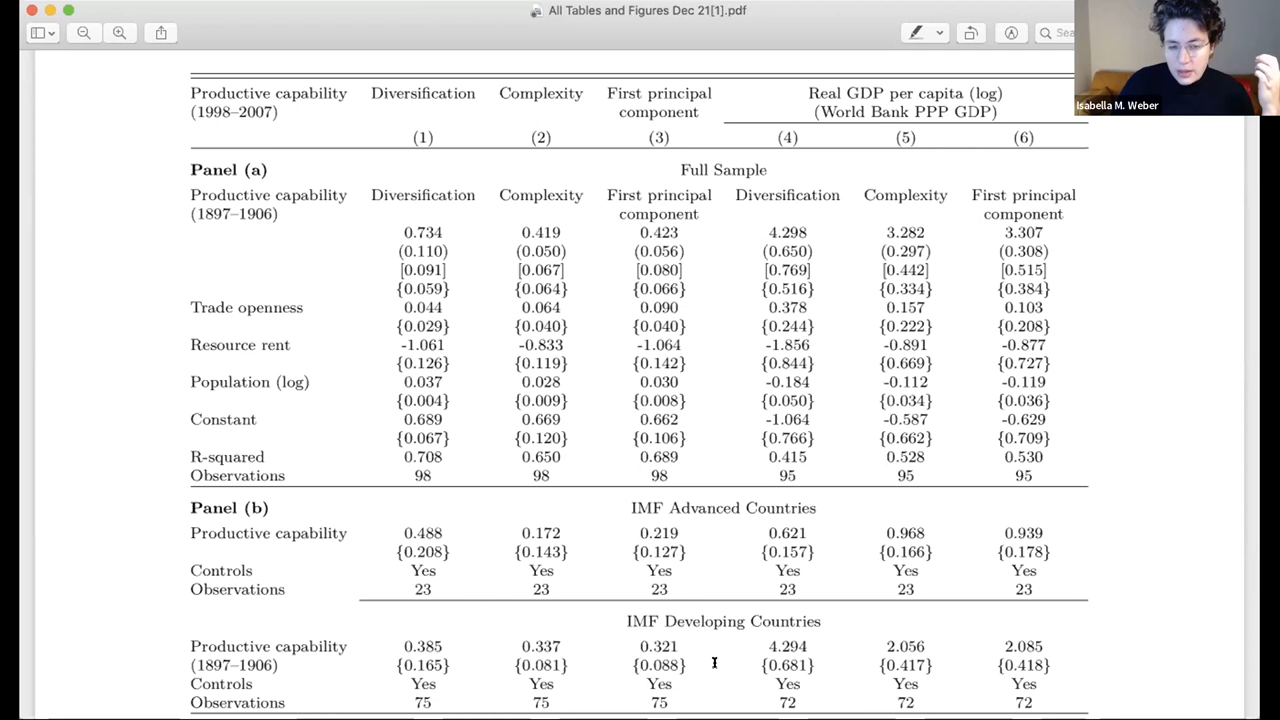 All Tables and Figures Dec 21[1].pdf
Sea
Isabella M. Weber
Productive capability Diversification Complexity First principal Real GDP per capita (log)
(1998–2007) component (World Bank PPP GDP)
(1) (2) (3) (4) (5) (6)
Panel (a) Full Sample
Productive capability Diversification Complexity First principal Diversification Complexity First principal
(1897–1906) component component
0.734 0.419 0.423 4.298 3.282 3.307
(0.110) (0.050) (0.056) (0.650) (0.297) (0.308)
[0.091] [0.067] [0.080] [0.769] [0.442] [0.515]
{0.059} {0.064} {0.066} {0.516} {0.334} {0.384}
Trade openness 0.044 0.064 0.090 0.378 0.157 0.103
{0.029} {0.040} {0.040} {0.244} {0.222} {0.208}
Resource rent -1.061 -0.833 -1.064 -1.856 -0.891 -0.877
{0.126} {0.119} {0.142} {0.844} {0.669} {0.727}
Population (log) 0.037 0.028 0.030 -0.184 -0.112 -0.119
{0.004} {0.009} {0.008} {0.050} {0.034} {0.036}
Constant 0.689 0.669 0.662 -1.064 -0.587 -0.629
{0.067} {0.120} {0.106} {0.766} {0.662} {0.709}
R-squared 0.708 0.650 0.689 0.415 0.528 0.530
Observations 98 98 98 95 95 95
Panel (b) IMF Advanced Countries
Productive capability 0.488 0.172 0.219 0.621 0.968 0.939
{0.208} {0.143} {0.127} {0.157} {0.166} {0.178}
Controls Yes Yes Yes Yes Yes Yes
Observations 23 23 23 23 23 23
IMF Developing Countries
Productive capability 0.385 0.337 0.321 4.294 2.056 2.085
(1897–1906) {0.165} {0.081} {0.088} {0.681} {0.417} {0.418}
Controls Yes Yes Yes Yes Yes Yes
Observations 75 75 75 72 72 72